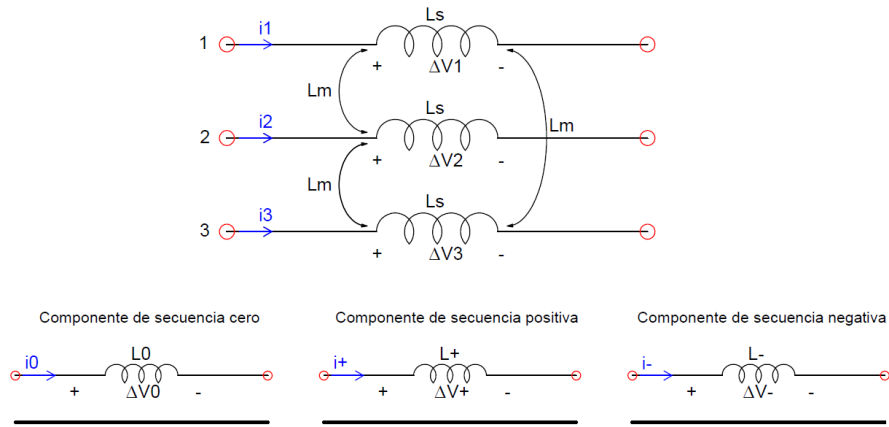 i1
Ls
1
+
ΔV1
-
Lm
i2
Ls
Lm
2
+
ΔV2
-
Lm
i3
Ls
3
+
ΔV3
-
Componente de secuencia cero
Componente de secuencia positiva
Componente de secuencia negativa
i0
L0
+
ΔV0
-
i+
L+
+
ΔV+
-
i-
L-
+
ΔV-
-